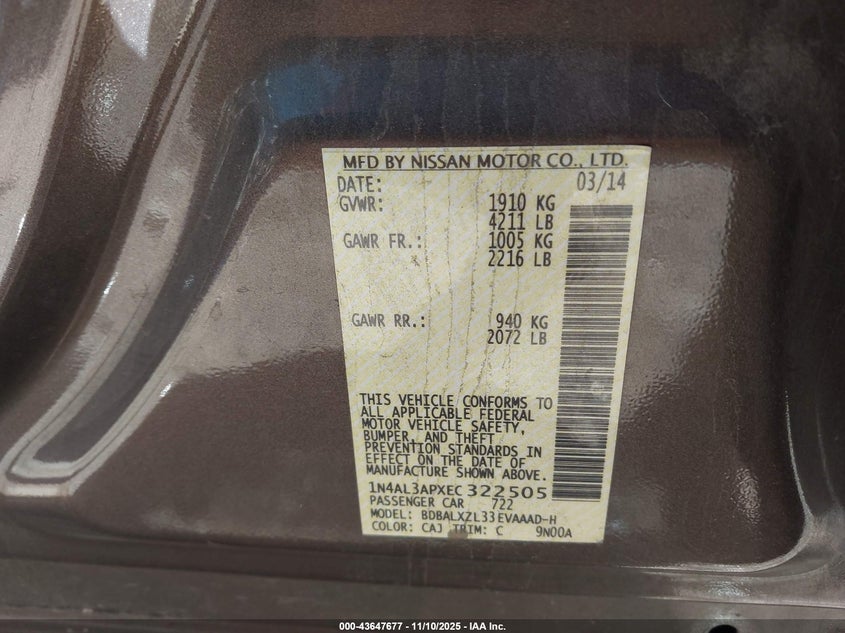 MFD BY NISSAN MOTOR CO., LTD.
DATE: 03/14
GVWR: 1910 KG
4211 LB
GAWR FR.: 1005 KG
2216 LB
GAWR RR.: 940 KG
2072 LB
THIS VEHICLE CONFORMS TO
ALL APPLICABLE FEDERAL
MOTOR VEHICLE SAFETY,
BUMPER, AND THEFT
PREVENTION STANDARDS IN
EFFECT ON THE DATE OF
MANUFACTURE SHOWN ABOVE.
1N4AL3APXEC322505
PASSENGER CAR 722
MODEL: BDBALXZL33EVAAAD-H
COLOR: CAJ TRIM: C 9N00A
000-43647677 - 11/10/2025 - IAA Inc.